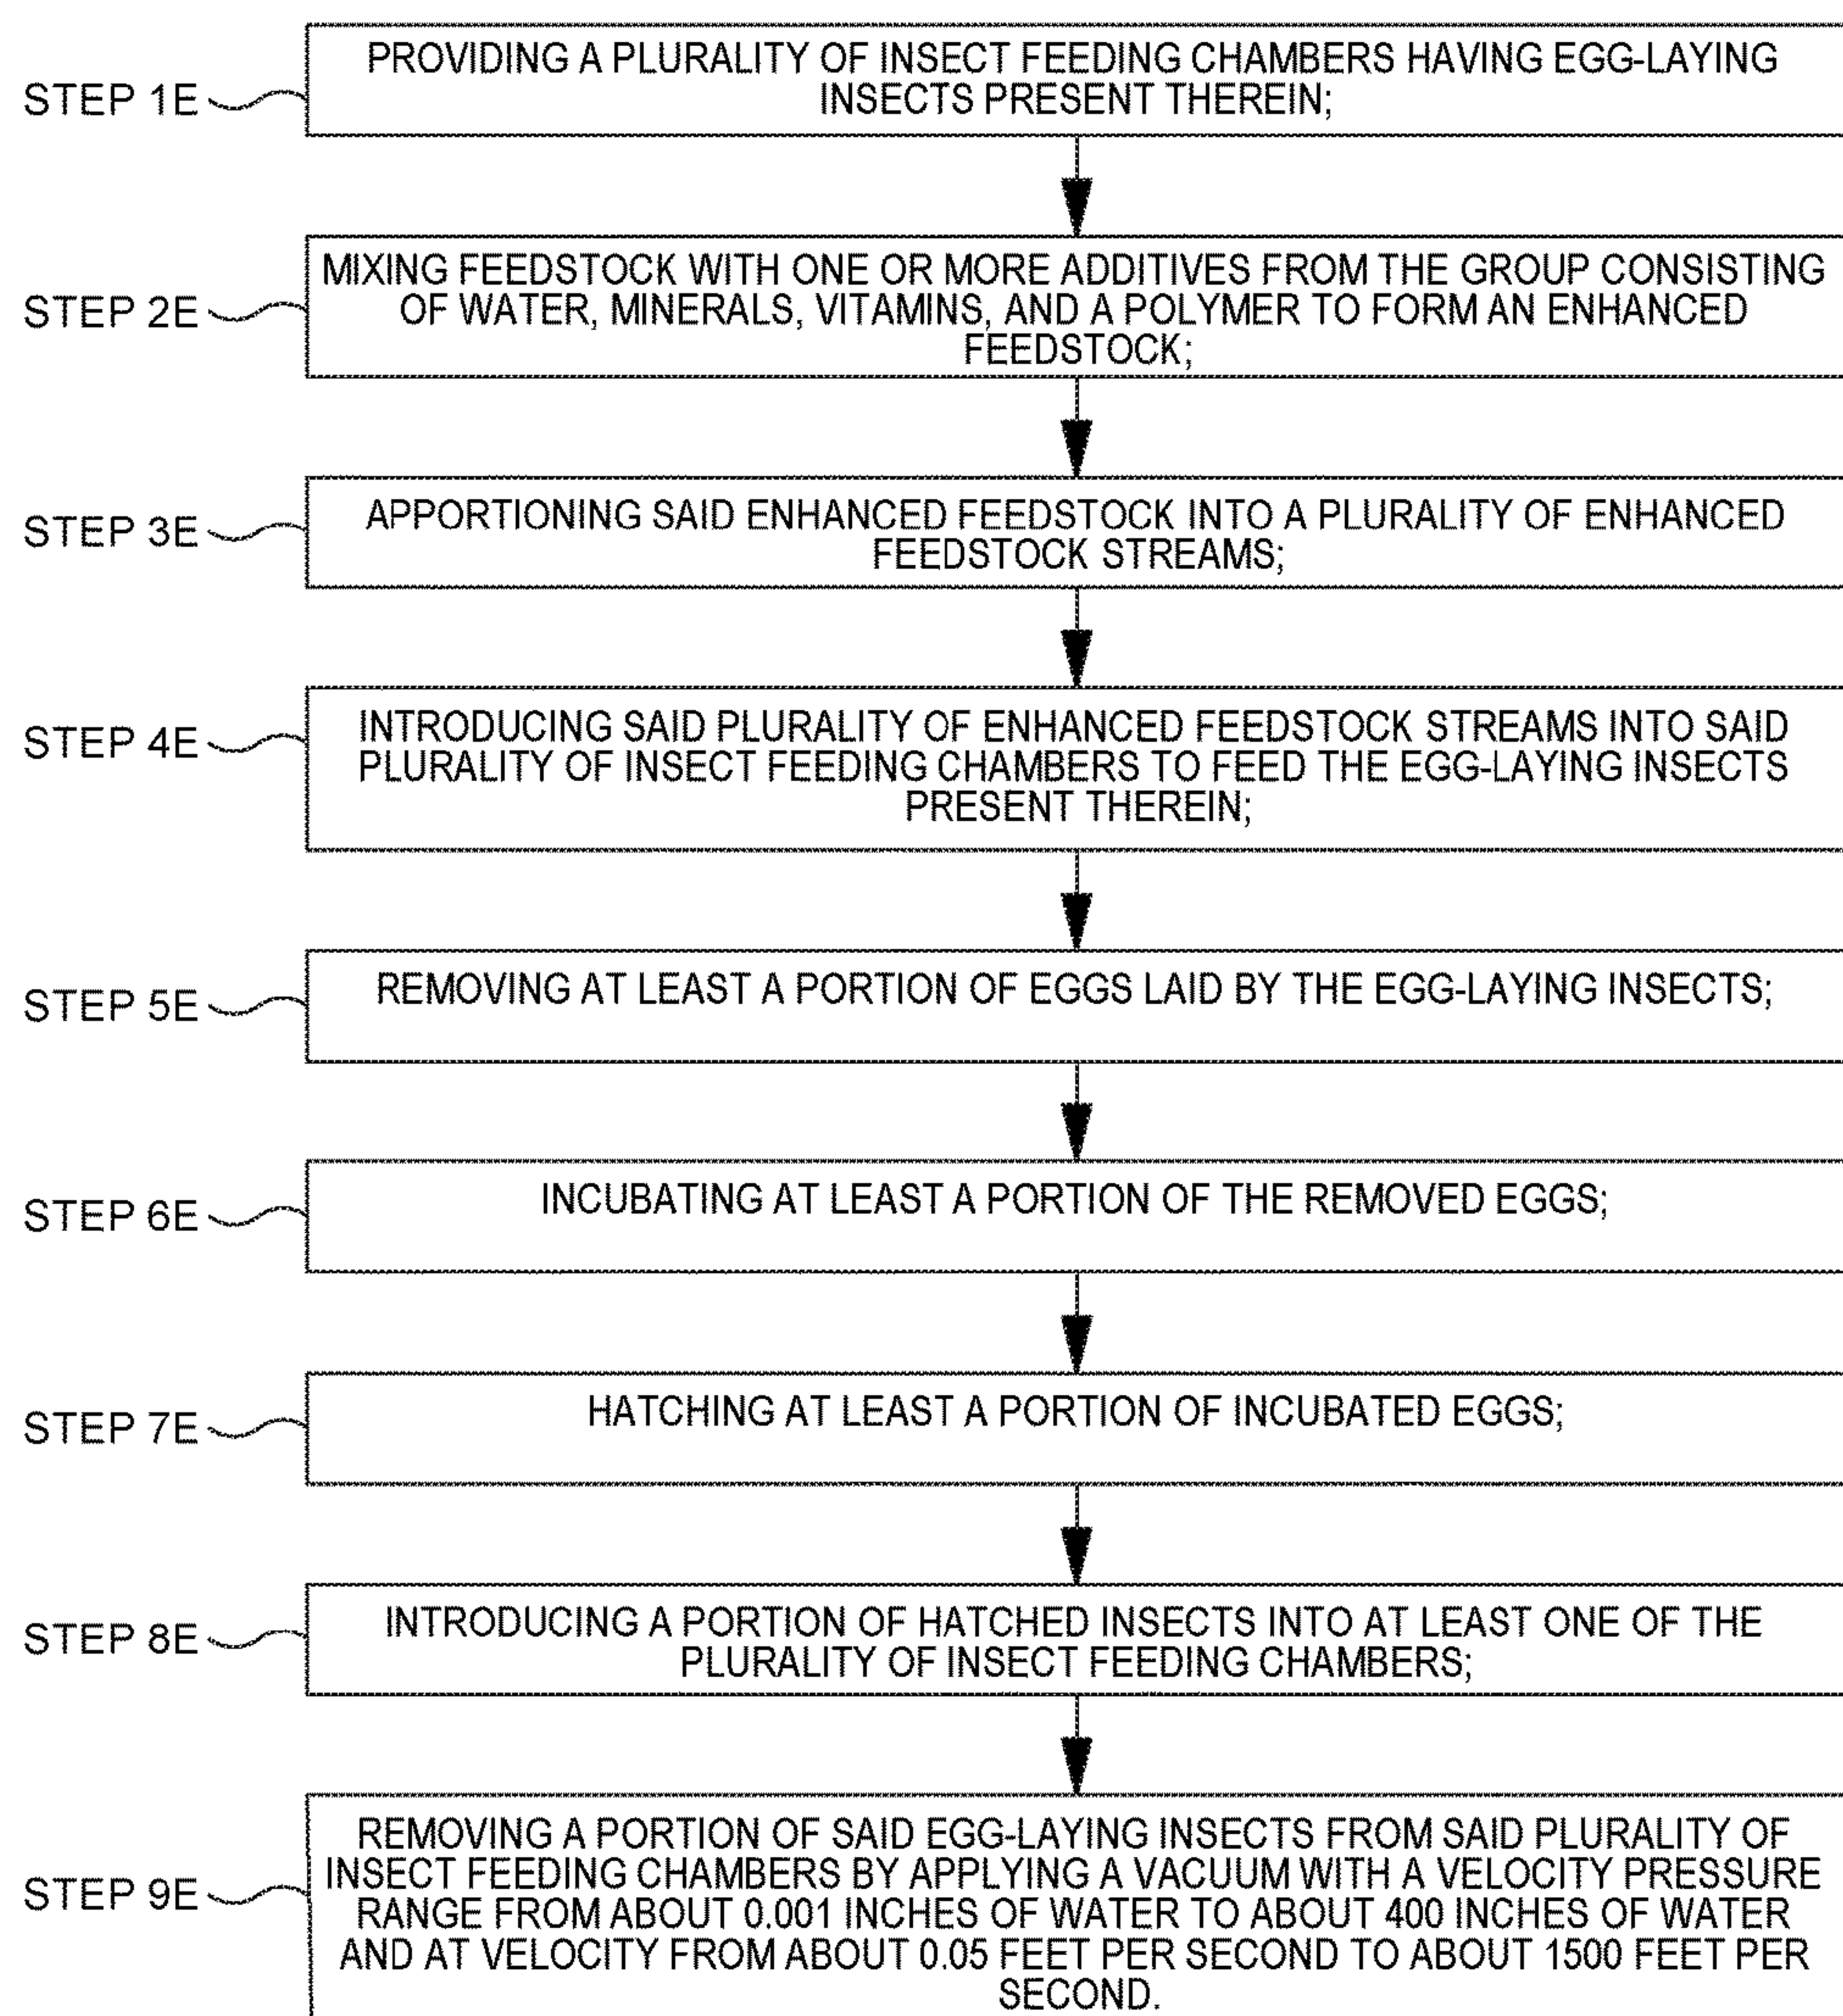 STEP 1E
PROVIDING A PLURALITY OF INSECT FEEDING CHAMBERS HAVING EGG-LAYING
INSECTS PRESENT THEREIN;
STEP 2E
MIXING FEEDSTOCK WITH ONE OR MORE ADDITIVES FROM THE GROUP CONSISTING
OF WATER, MINERALS, VITAMINS, AND A POLYMER TO FORM AN ENHANCED
FEEDSTOCK;
STEP 3E
APPORTIONING SAID ENHANCED FEEDSTOCK INTO A PLURALITY OF ENHANCED
FEEDSTOCK STREAMS;
STEP 4E
INTRODUCING SAID PLURALITY OF ENHANCED FEEDSTOCK STREAMS INTO SAID
PLURALITY OF INSECT FEEDING CHAMBERS TO FEED THE EGG-LAYING INSECTS
PRESENT THEREIN;
STEP 5E
REMOVING AT LEAST A PORTION OF EGGS LAID BY THE EGG-LAYING INSECTS;
STEP 6E
INCUBATING AT LEAST A PORTION OF THE REMOVED EGGS;
STEP 7E
HATCHING AT LEAST A PORTION OF INCUBATED EGGS;
STEP 8E
INTRODUCING A PORTION OF HATCHED INSECTS INTO AT LEAST ONE OF THE
PLURALITY OF INSECT FEEDING CHAMBERS;
STEP 9E
REMOVING A PORTION OF SAID EGG-LAYING INSECTS FROM SAID PLURALITY OF
INSECT FEEDING CHAMBERS BY APPLYING A VACUUM WITH A VELOCITY PRESSURE
RANGE FROM ABOUT 0.001 INCHES OF WATER TO ABOUT 400 INCHES OF WATER
AND AT VELOCITY FROM ABOUT 0.05 FEET PER SECOND TO ABOUT 1500 FEET PER
SECOND.